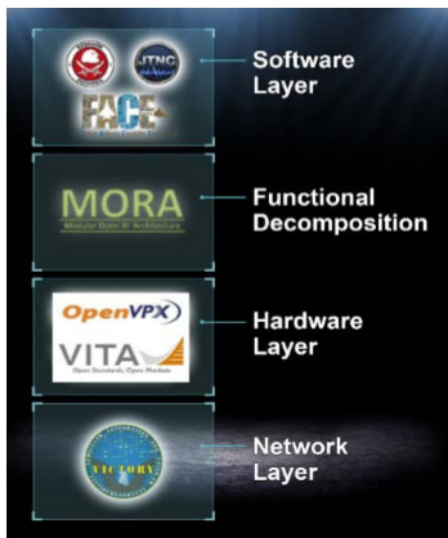 JTNC
Software
Layer
FACE
MORA
Modular Open RF Architecture
Functional
Decomposition
OpenVPX
VITA
Open Standards, Open Markets
Hardware
Layer
VICTORY
Network
Layer